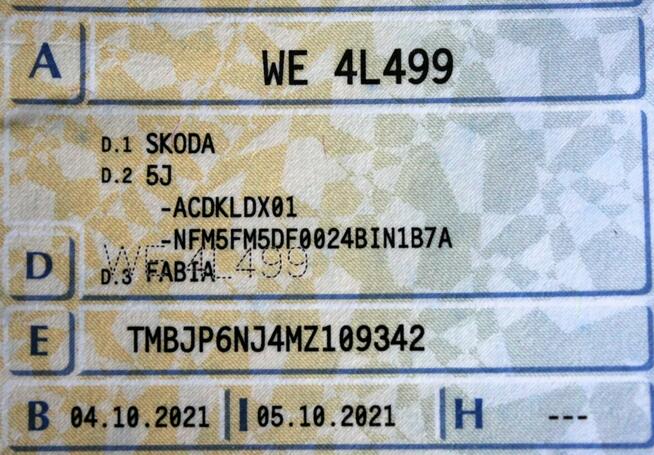 A WE 4L499
D.1 SKODA
D.2 5J
-ACDKLDX01
-NFM5FM5DF0024BIN1B7A
WE 4L499
D D.3 FABIA
E TMBJP6NJ4MZ109342
B 04.10.2021 I 05.10.2021 H ---